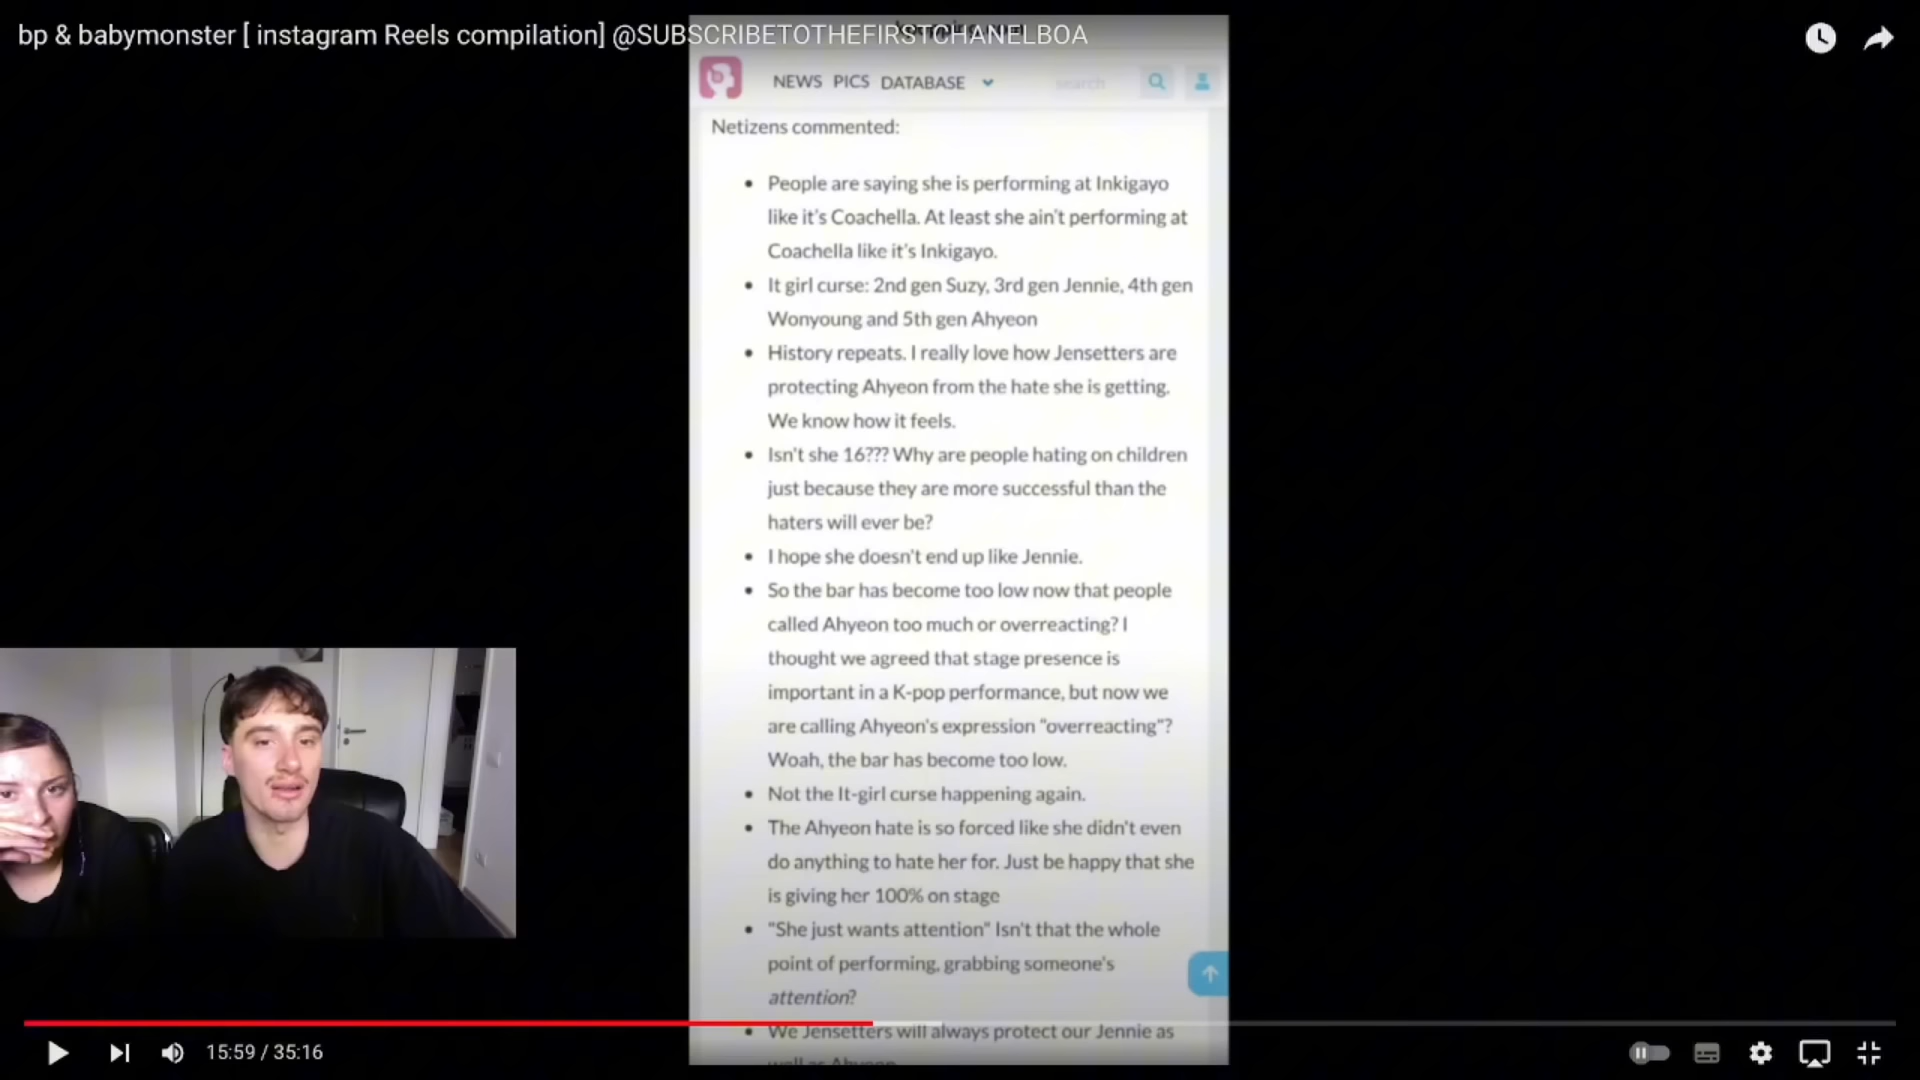 bp & babymonster [ instagram Reels compilation] @SUBSCRIBETOTHEFIRSTCHANELBOA
NEWS PICS DATABASE
search
Netizens commented:
• People are saying she is performing at Inkigayo
like it's Coachella. At least she ain't performing at
Coachella like it's Inkigayo.
• It girl curse: 2nd gen Suzy, 3rd gen Jennie, 4th gen
Wonyoung and 5th gen Ahyeon
• History repeats. I really love how Jensetters are
protecting Ahyeon from the hate she is getting.
We know how it feels.
• Isn't she 16??? Why are people hating on children
just because they are more successful than the
haters will ever be?
• I hope she doesn't end up like Jennie.
• So the bar has become too low now that people
called Ahyeon too much or overreacting? I
thought we agreed that stage presence is
important in a K-pop performance, but now we
are calling Ahyeon's expression "overreacting"?
Woah, the bar has become too low.
• Not the It-girl curse happening again.
• The Ahyeon hate is so forced like she didn't even
do anything to hate her for. Just be happy that she
is giving her 100% on stage
• "She just wants attention" Isn't that the whole
point of performing, grabbing someone's
attention?
• We Jensetters will always protect our Jennie as
well as Ahyeon
15:59 / 35:16